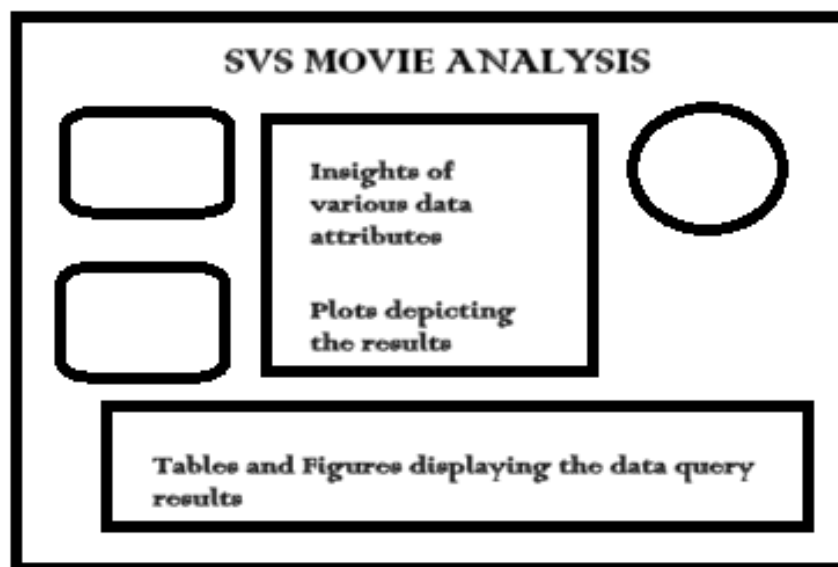 SVS MOVIE ANALYSIS
Insights of
various data
attributes
Plots depicting
the results
Tables and Figures displaying the data query
results